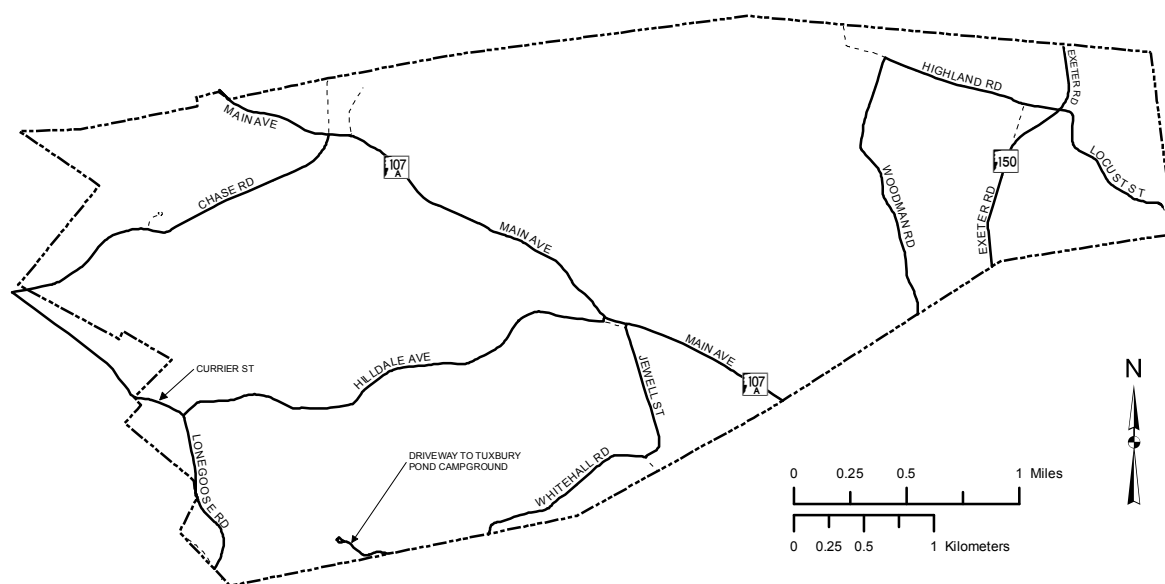 EXETER RD
HIGHLAND RD
MAIN AVE
107
A
150
LOCUST ST
CHASE RD
WOODMAN RD
EXETER RD
MAIN AVE
CURRIER ST
HILLDALE AVE
JEWELL ST
MAIN AVE
107
A
N
LONEGOOSE RD
DRIVEWAY TO TUXBURY
POND CAMPGROUND
WHITEHALL RD
0 0.25 0.5 1 Miles
0 0.25 0.5 1 Kilometers